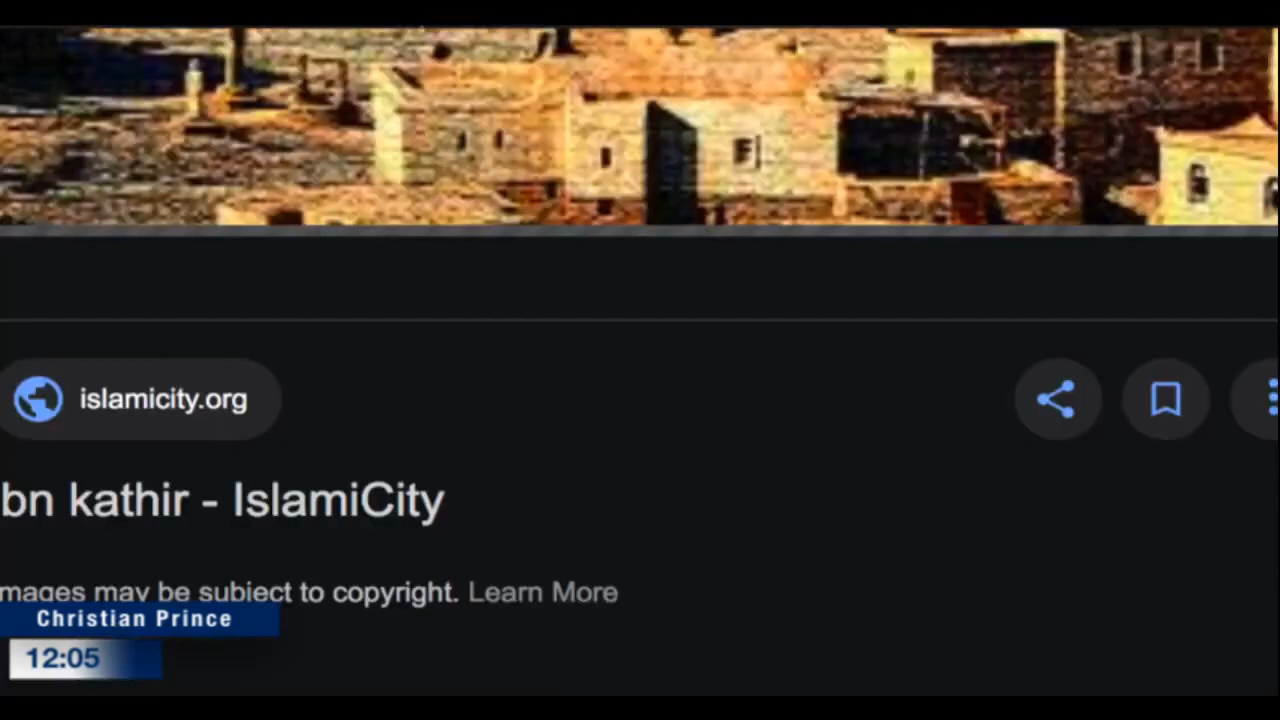 islamicity.org
bn kathir - IslamiCity
mages may be subject to copyright. Learn More
Christian Prince
12:05